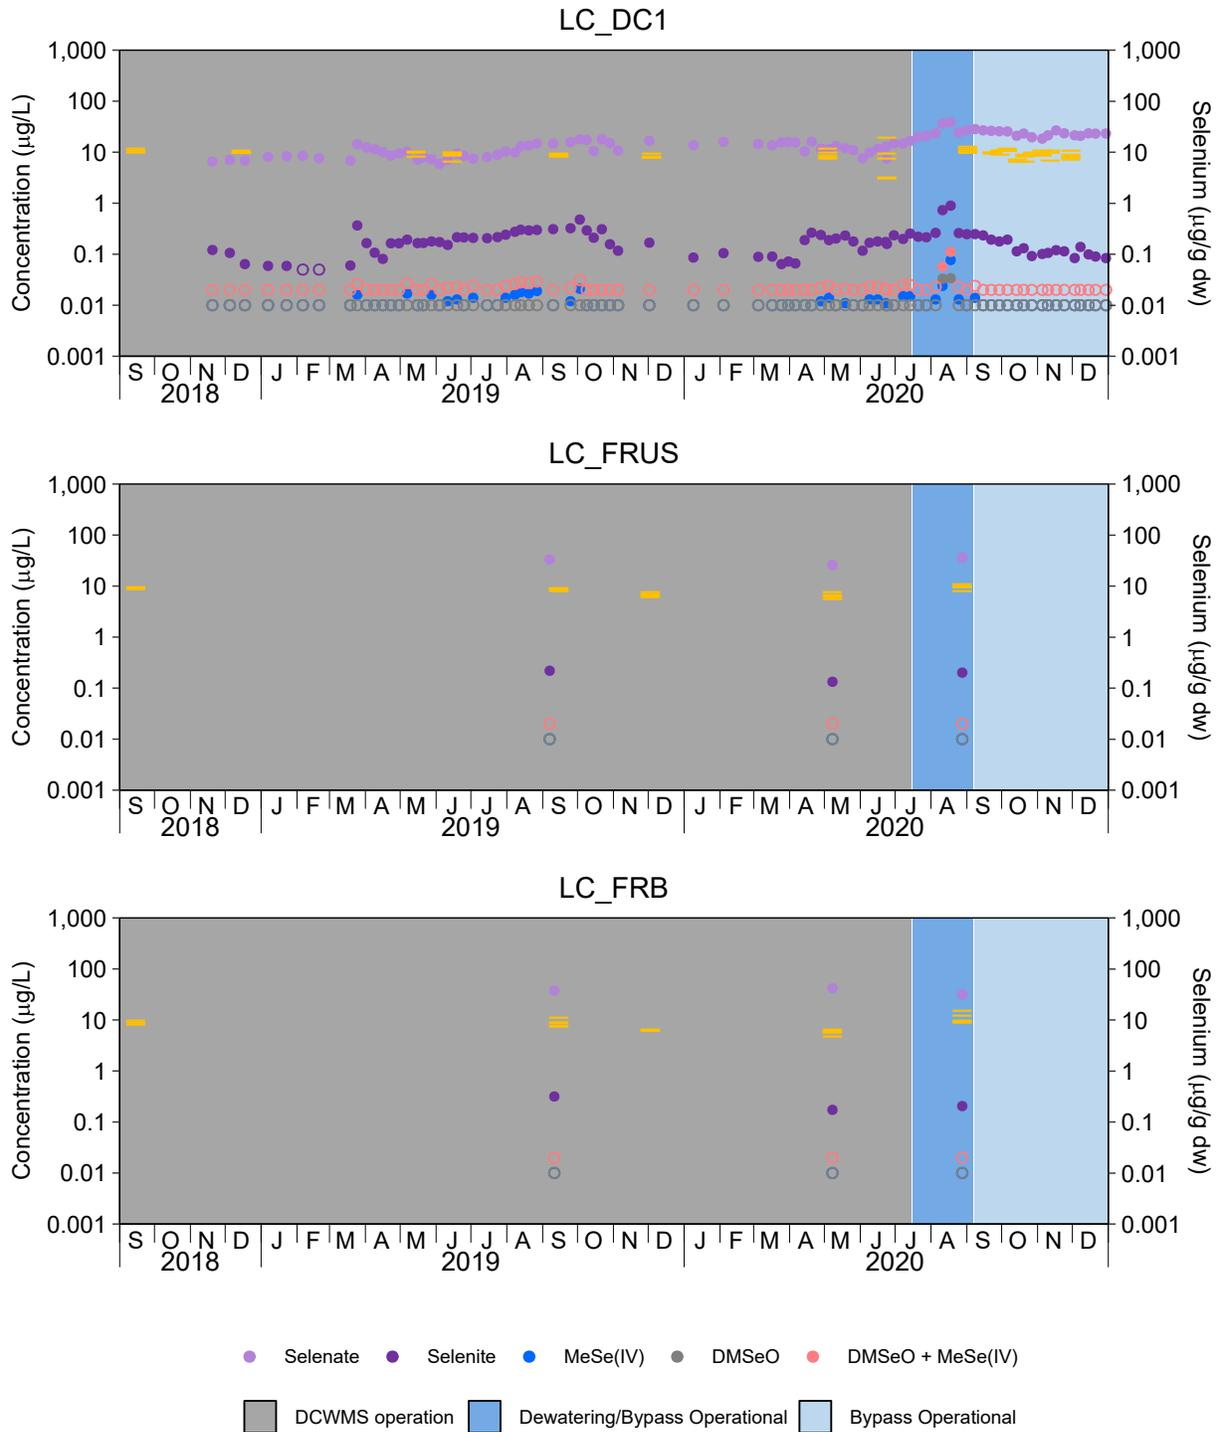 LC_DC1
1,000 1,000
100 100
10 10
1 1
0.1 0.1
0.01 0.01
0.001 0.001
Concentration (µg/L)
Selenium (µg/g dw)
S O N D J F M A M J J A S O N D J F M A M J J A S O N D
2018 2019 2020
LC_FRUS
1,000 1,000
100 100
10 10
1 1
0.1 0.1
0.01 0.01
0.001 0.001
Concentration (µg/L)
Selenium (µg/g dw)
S O N D J F M A M J J A S O N D J F M A M J J A S O N D
2018 2019 2020
LC_FRB
1,000 1,000
100 100
10 10
1 1
0.1 0.1
0.01 0.01
0.001 0.001
Concentration (µg/L)
Selenium (µg/g dw)
S O N D J F M A M J J A S O N D J F M A M J J A S O N D
2018 2019 2020
Selenate Selenite MeSe(IV) DMSeO DMSeO + MeSe(IV)
DCWMS operation Dewatering/Bypass Operational Bypass Operational